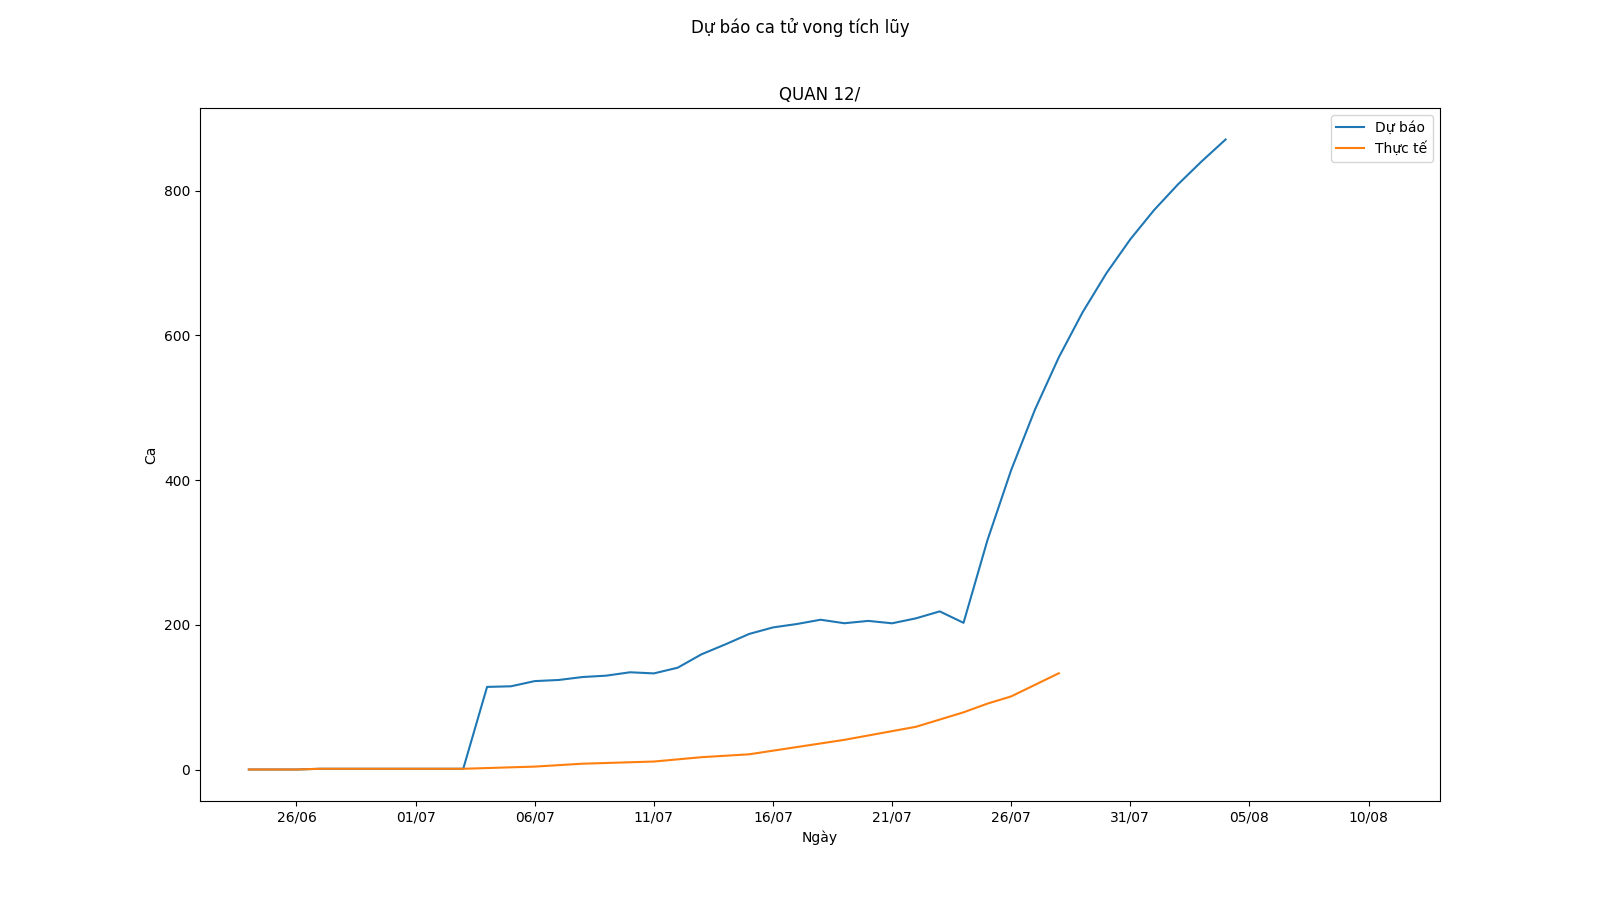 Dự báo ca tử vong tích lũy
QUAN 12/
Dự báo
Thực tế
800
600
400
200
0
Ca
26/06 01/07 06/07 11/07 16/07 21/07 26/07 31/07 05/08 10/08
Ngày